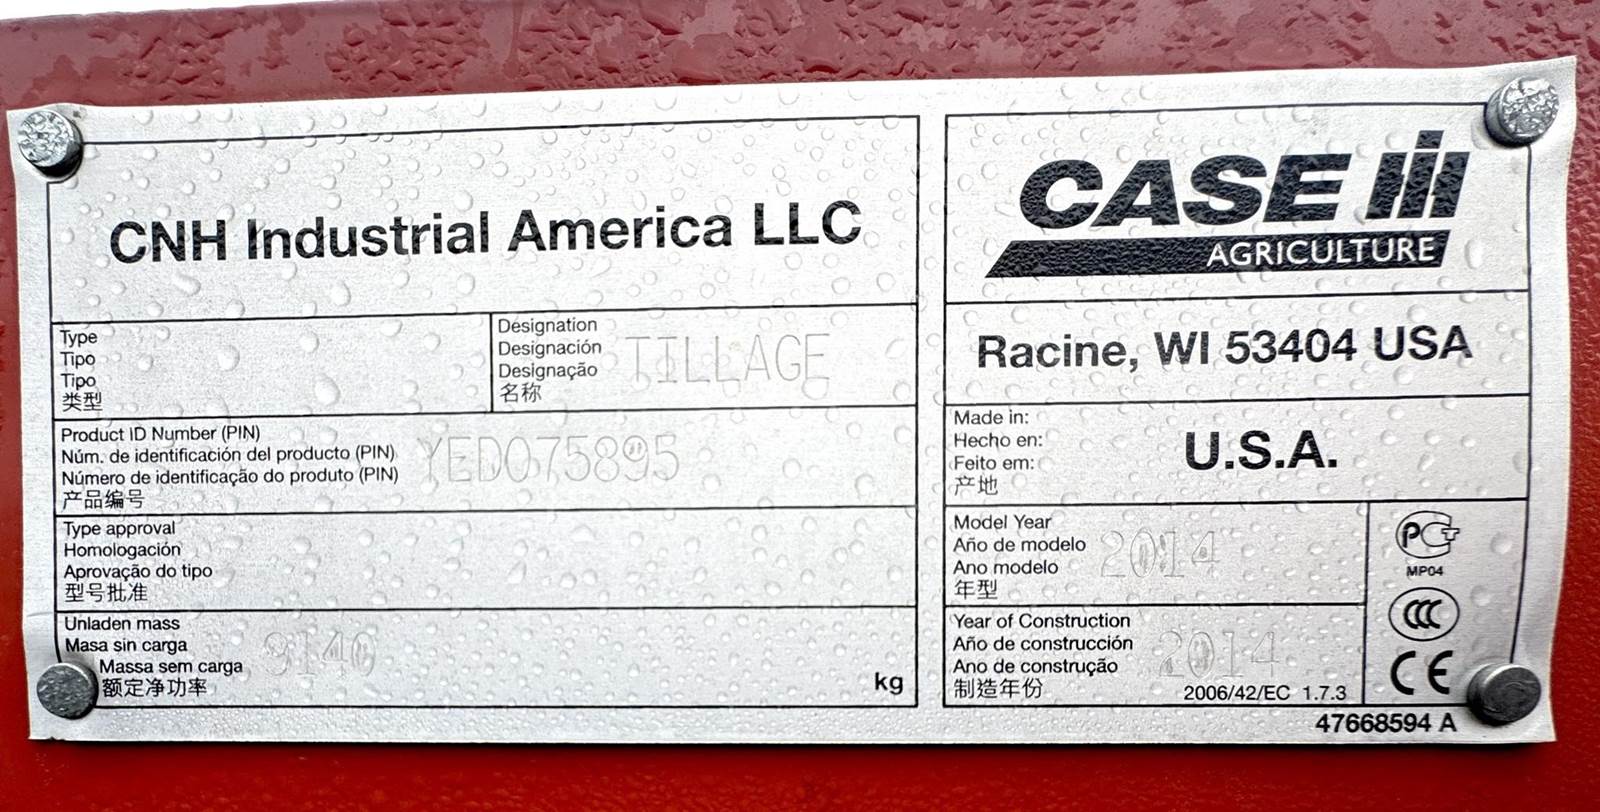 CNH Industrial America LLC
Type
Tipo
Tipo
类型
Designation
Designación
Designação
名称
TILLAGE
Product ID Number (PIN)
Núm. de identificación del producto (PIN)
Número de identificação do produto (PIN)
产品编号
YED075895
Type approval
Homologación
Aprovação do tipo
型号批准
Unladen mass
Masa sin carga
Massa sem carga
额定净功率
9140
kg
CASE IH
AGRICULTURE
Racine, WI 53404 USA
Made in:
Hecho en:
Feito em:
产地
U.S.A.
Model Year
Año de modelo
Ano modelo
年型
2014
Year of Construction
Año de construcción
Ano de construção
制造年份
2014
2006/42/EC 1.7.3
PCT
MP04
CCC
CE
47668594 A